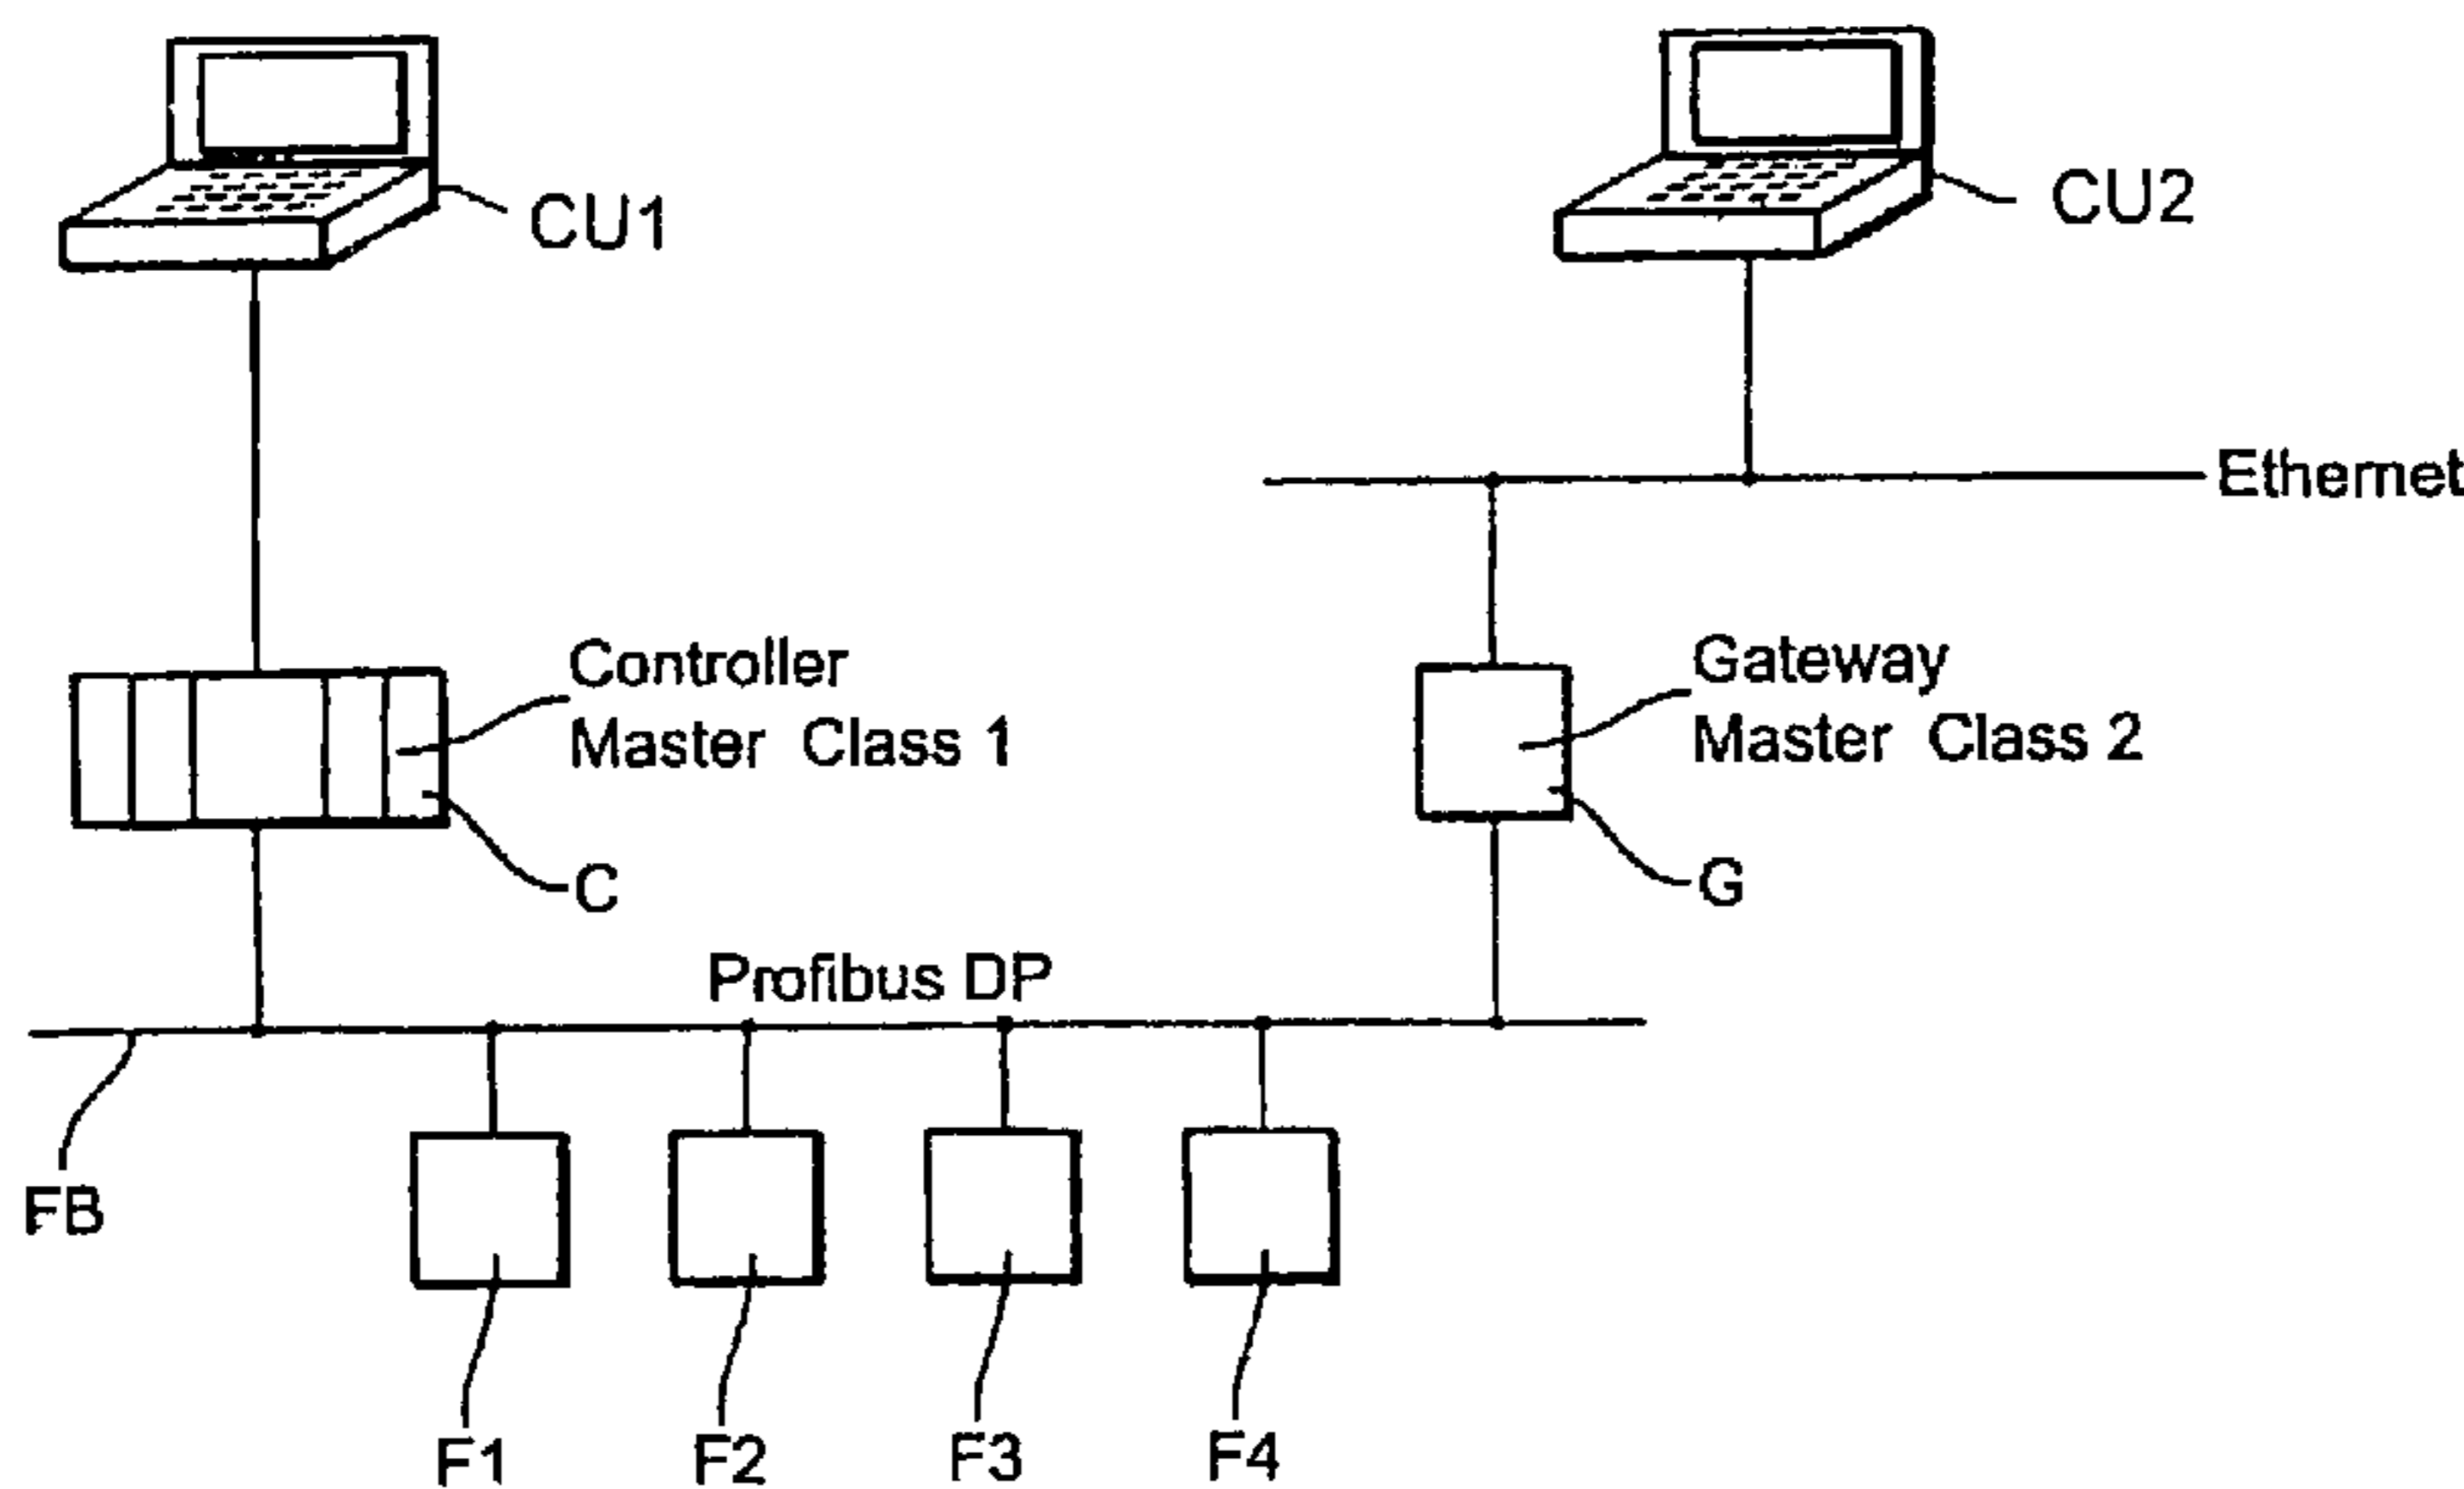 CU1
CU2
Ethernet
Controller
Master Class 1
Gateway
Master Class 2
C
G
Profibus DP
FB
F1
F2
F3
F4